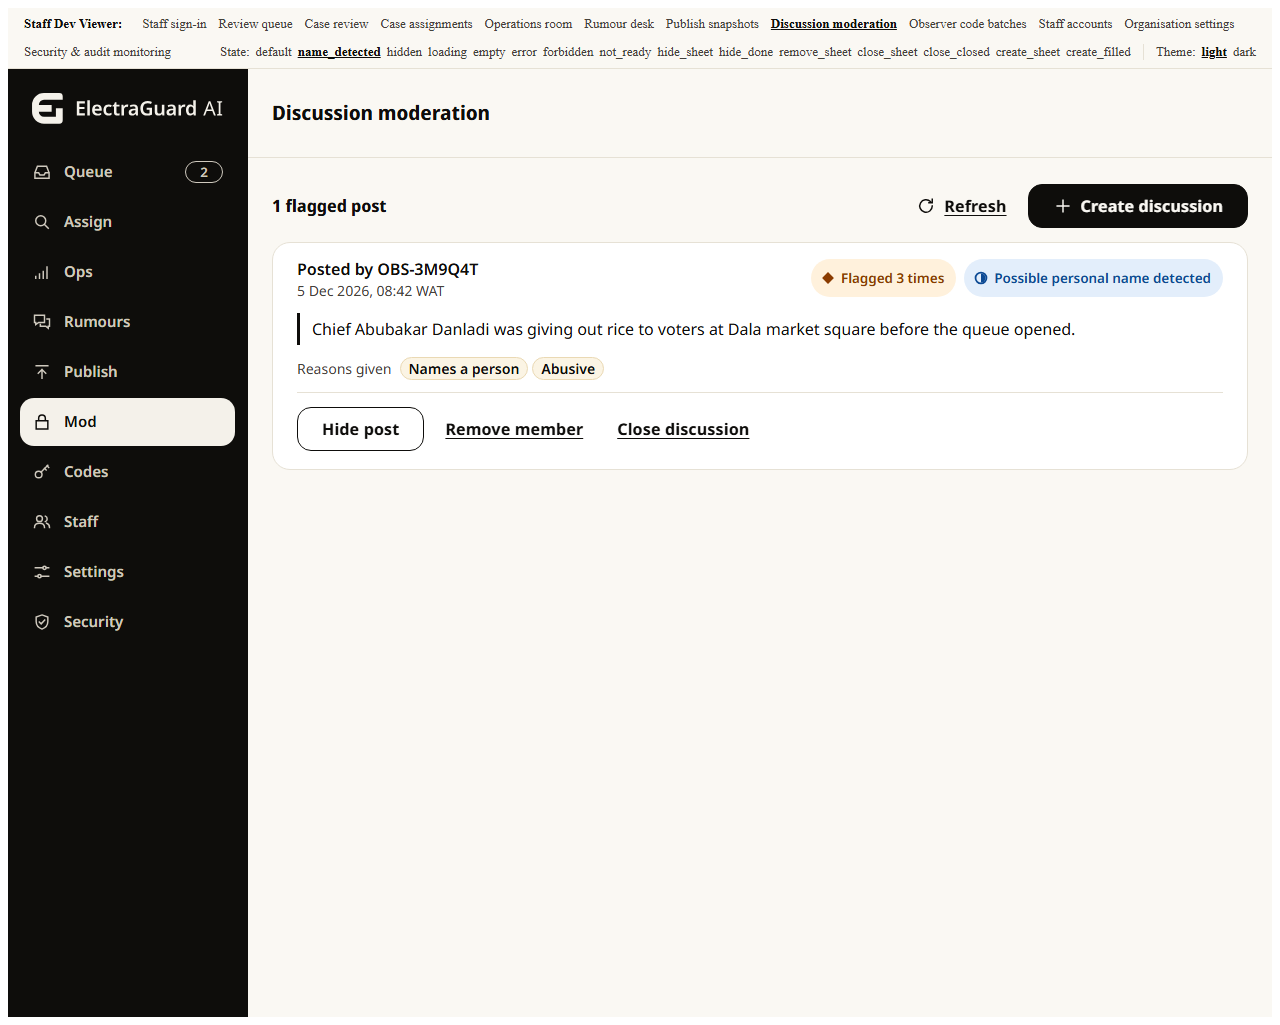 Staff Dev Viewer: Staff sign-in Review queue Case review Case assignments Operations room Rumour desk Publish snapshots Discussion moderation Observer code batches Staff accounts Organisation settings
Security & audit monitoring State: default name_detected hidden loading empty error forbidden not_ready hide_sheet hide_done remove_sheet close_sheet close_closed create_sheet create_filled Theme: light dark
ElectraGuard AI
Discussion moderation
Queue 2
Assign
Ops
Rumours
Publish
Mod
Codes
Staff
Settings
Security
1 flagged post Refresh Create discussion
Posted by OBS-3M9Q4T
5 Dec 2026, 08:42 WAT
Flagged 3 times Possible personal name detected
Chief Abubakar Danladi was giving out rice to voters at Dala market square before the queue opened.
Reasons given Names a person Abusive
Hide post Remove member Close discussion